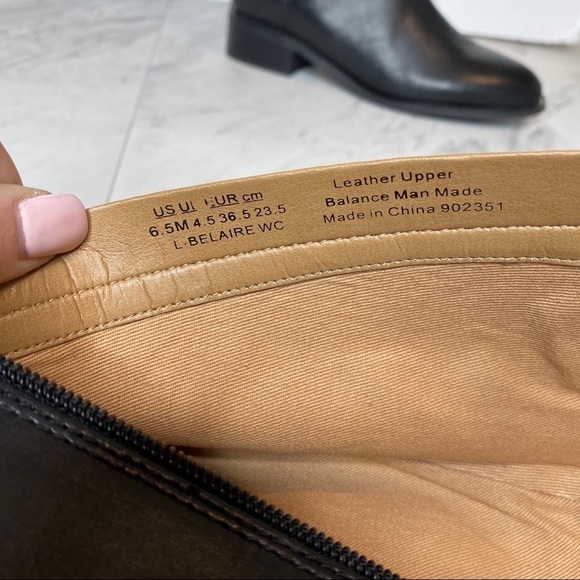 US UK EUR cm
6.5M 4.5 36.5 23.5
L-BELAIRE WC
Leather Upper
Balance Man Made
Made in China 902351